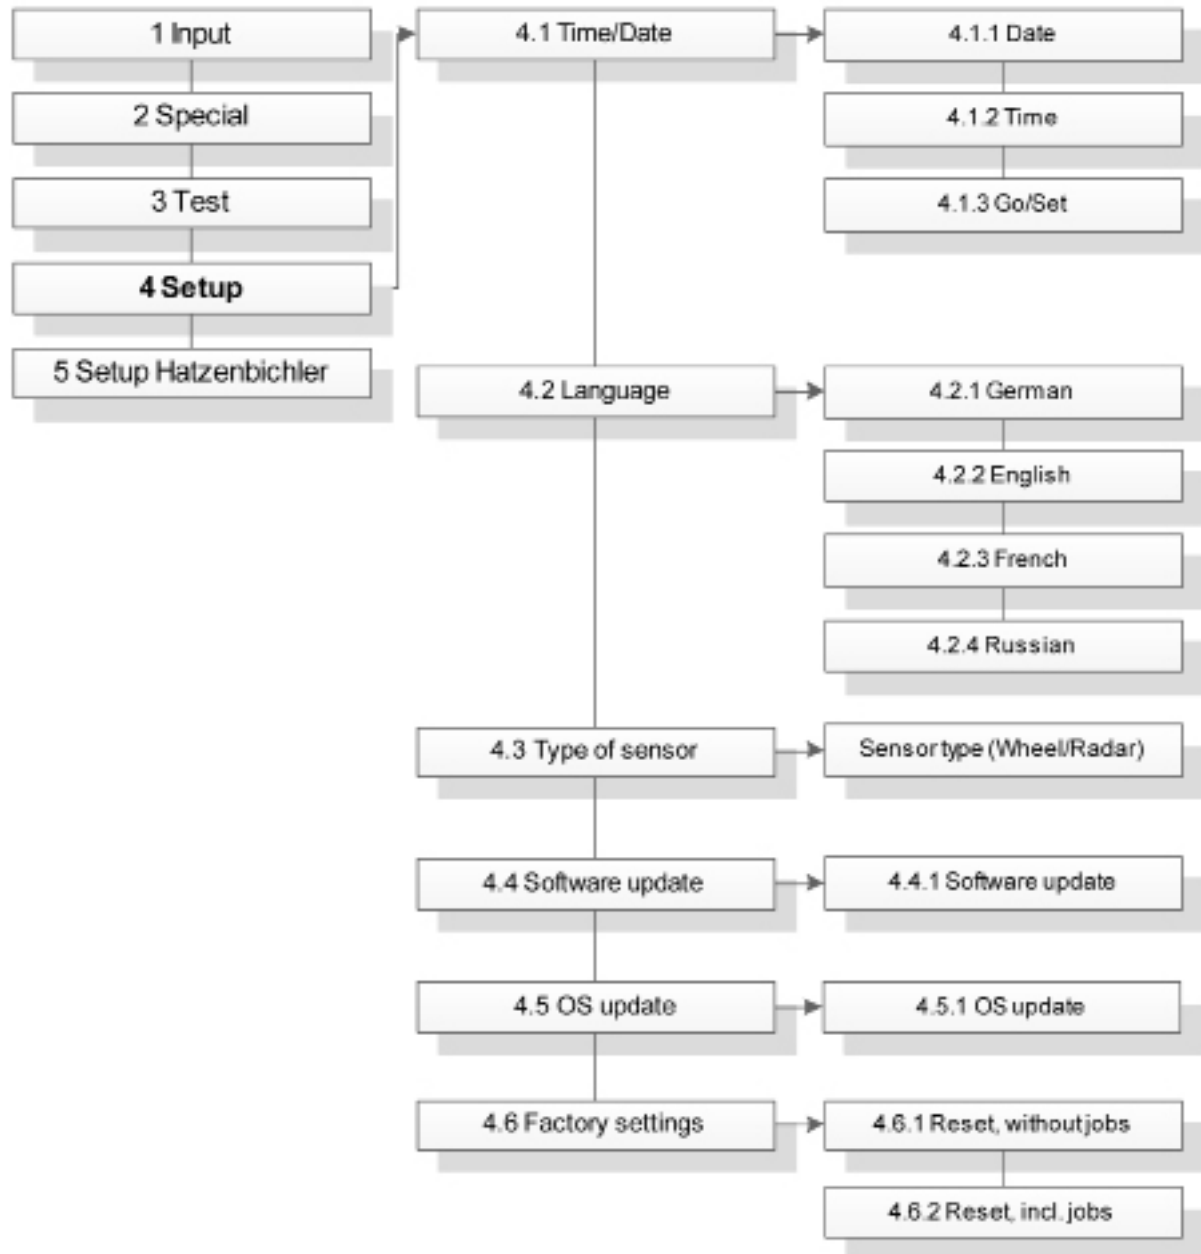 1 Input
2 Special
3 Test
4 Setup
5 Setup Hatzenbichler
4.1 Time/Date
4.1.1 Date
4.1.2 Time
4.1.3 Go/Set
4.2 Language
4.2.1 German
4.2.2 English
4.2.3 French
4.2.4 Russian
4.3 Type of sensor
Sensor type (Wheel/Radar)
4.4 Software update
4.4.1 Software update
4.5 OS update
4.5.1 OS update
4.6 Factory settings
4.6.1 Reset, without jobs
4.6.2 Reset, incl. jobs